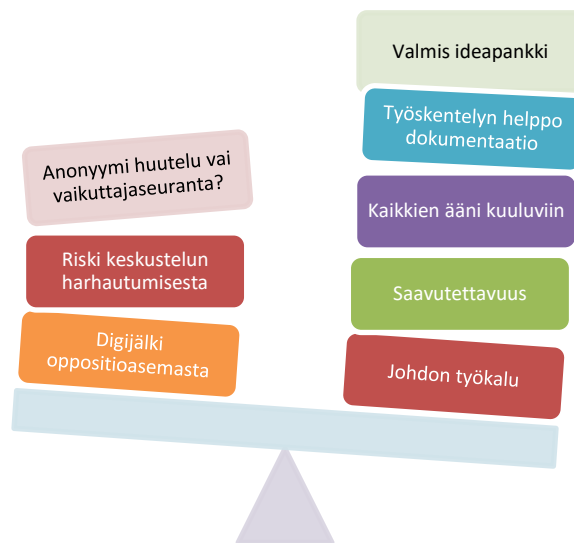 Valmis ideapankki
Työskentelyn helppo
dokumentaatio
Kaikkien ääni kuuluviin
Saavutettavuus
Johdon työkalu
Anonyymi huutelu vai
vaikuttajaseuranta?
Riski keskustelun
harhautumisesta
Digijälki
oppositioasemasta